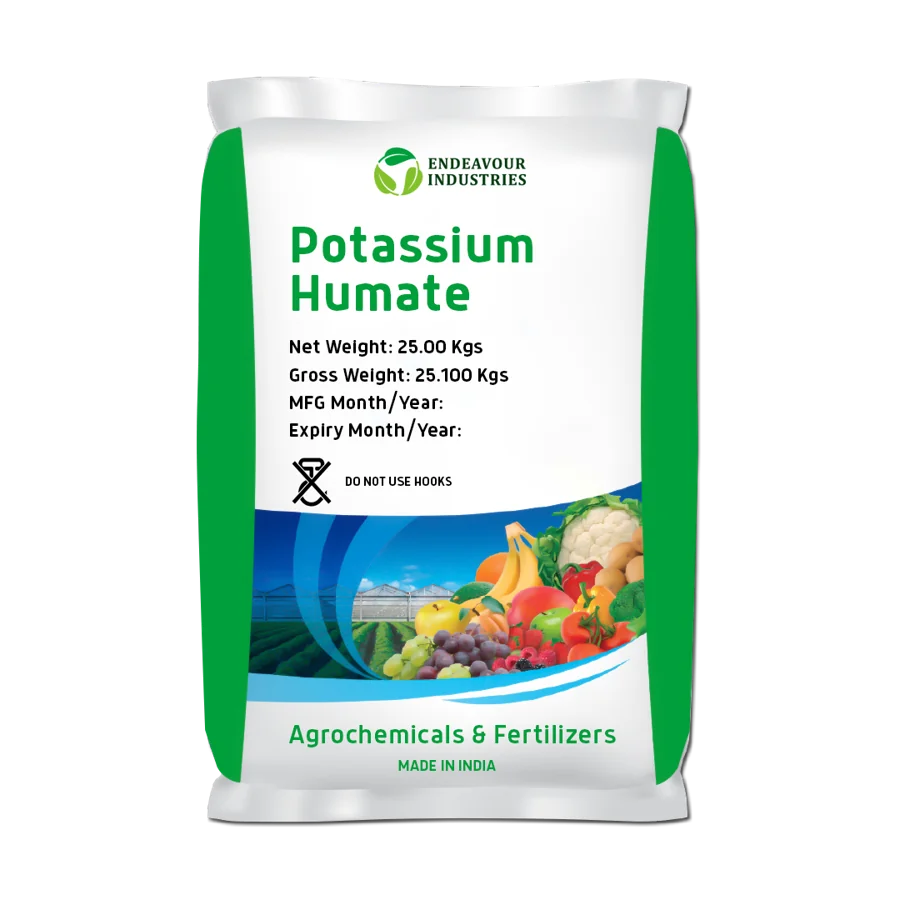 ENDEAVOUR
INDUSTRIES
Potassium
Humate
Net Weight: 25.00 Kgs
Gross Weight: 25.100 Kgs
MFG Month/Year:
Expiry Month/Year:
DO NOT USE HOOKS
Agrochemicals & Fertilizers
MADE IN INDIA